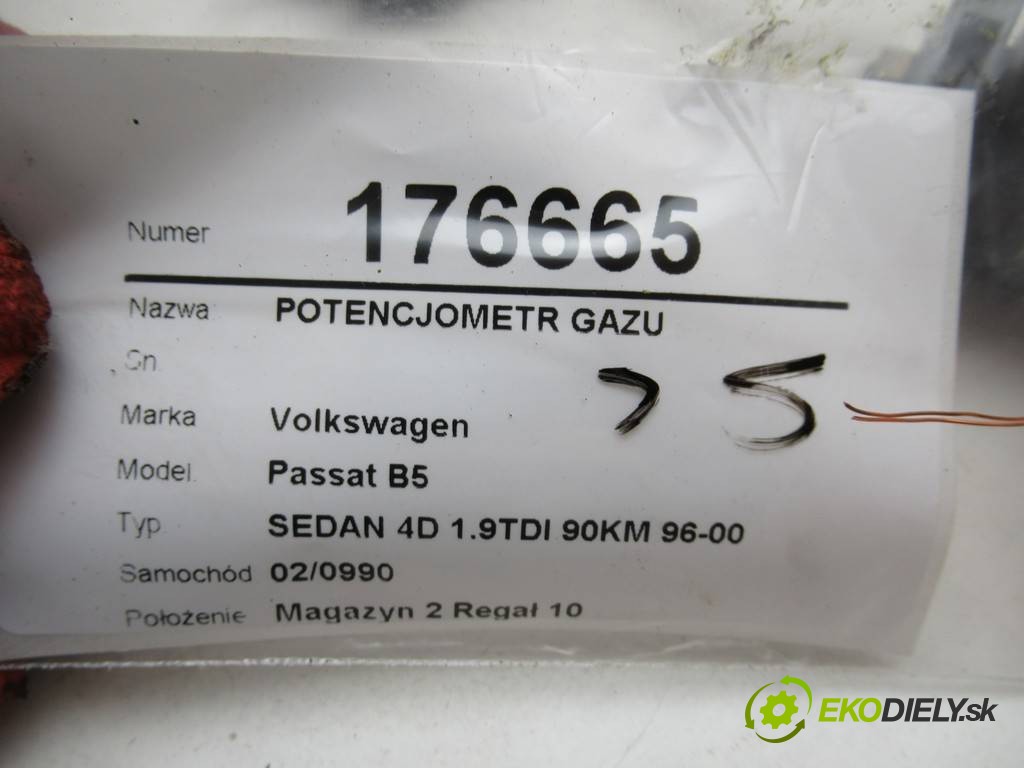 Numer 176665
Nazwa POTENCJOMETR GAZU
Sn.
Marka Volkswagen
Model. Passat B5
Typ SEDAN 4D 1.9TDI 90KM 96-00
Samochód 02/0990
Położenie Magazyn 2 Regał 10
EKODIELY.sk